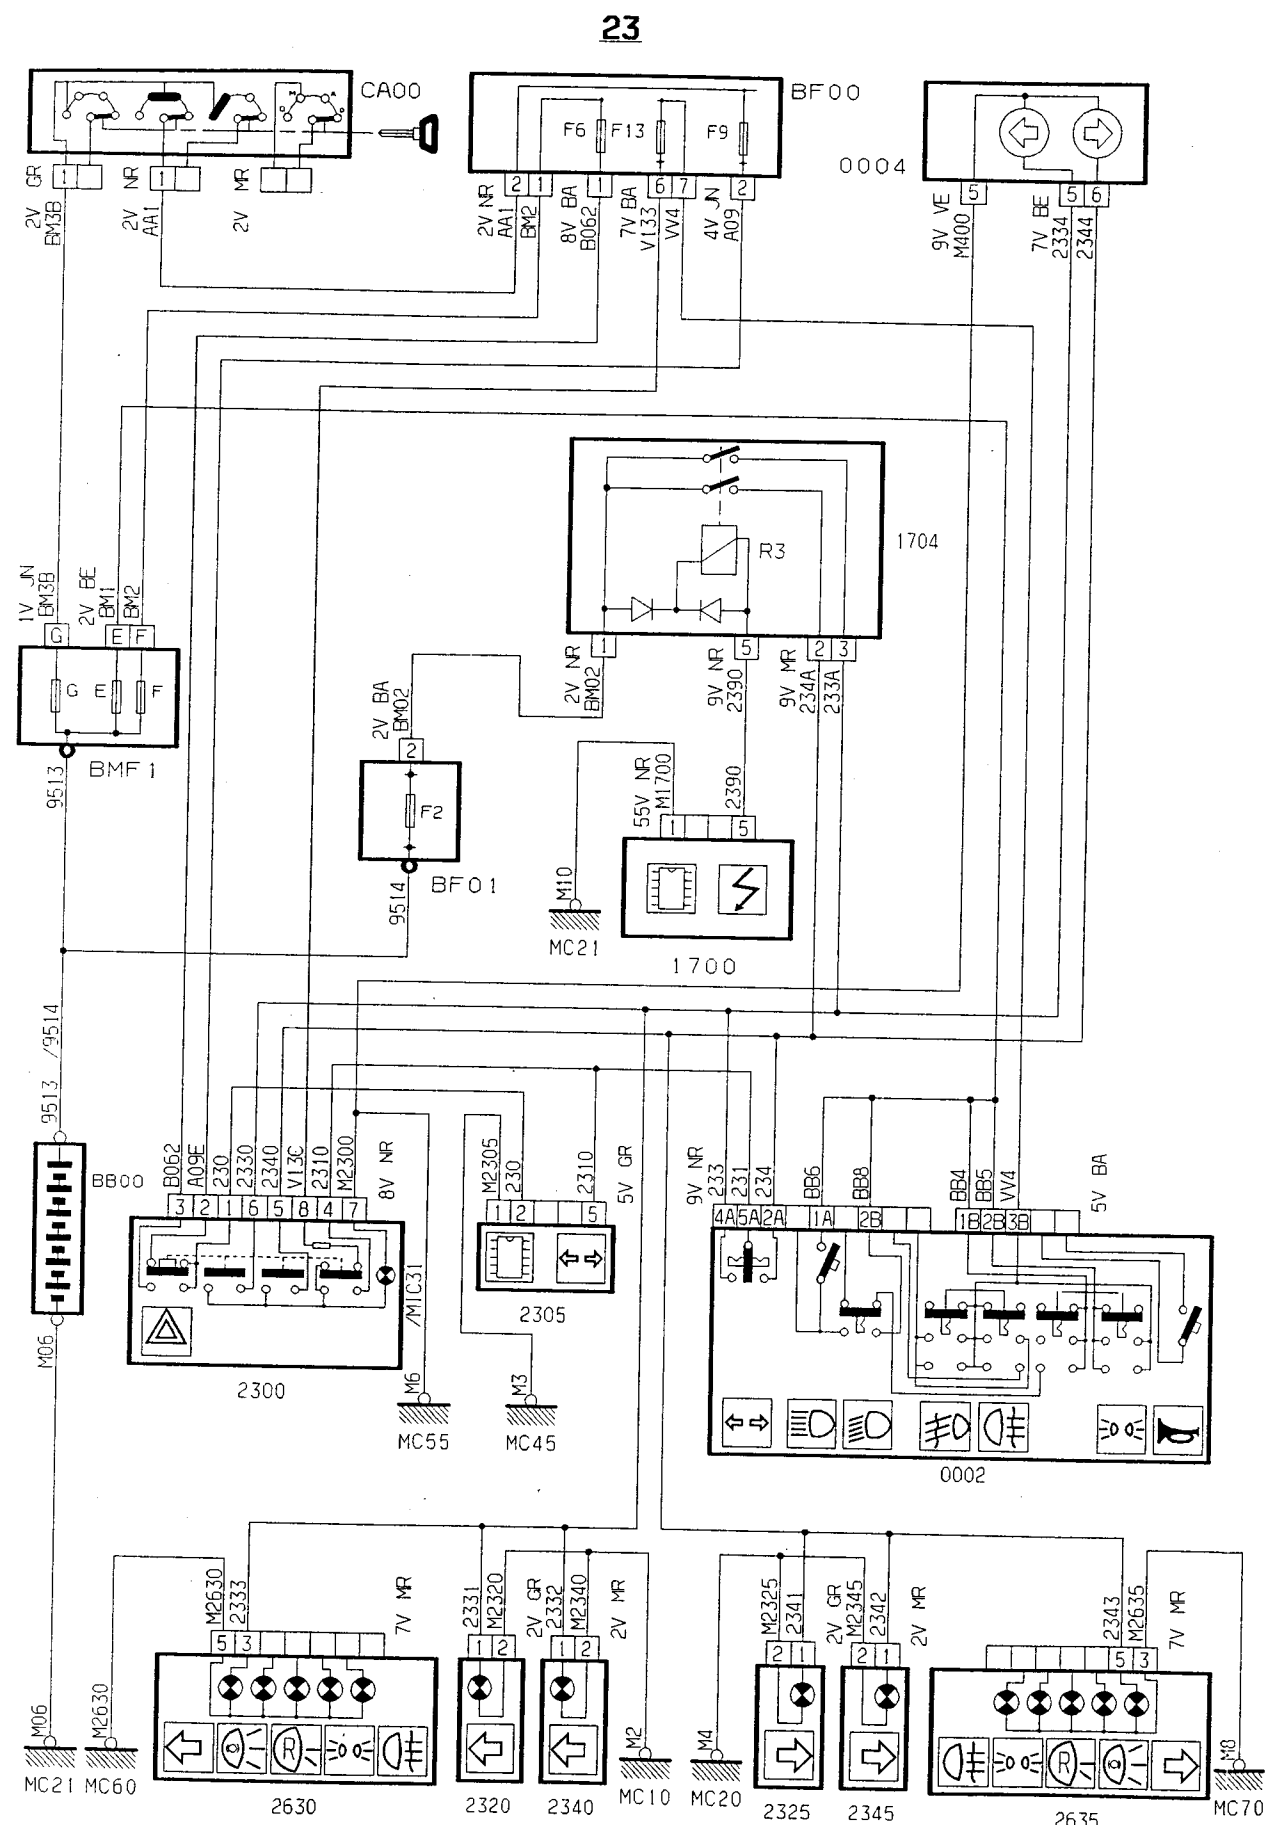 23
CA00
M A
D D
GR 1
NR 1
MR
2V BM3B
2V AA1
2V
BF00
F6 F13 F9
2 1 1 6 7 2
2V NR
AA1
BM2
8V BA
B062
7V BA
V133
VV4
4V JN
A09
0004
5 5 6
9V VE
M400
7V BE
2334
2344
1704
R3
1 5 2 3
2V NR
BM02
9V NR
2390
9V MR
234A
233A
1V JN
BM3B
2V BE
BM1
BM2
G E F
G E F
BMF1
9513
2V BA
BM02
2
F2
BF01
9514
M10
MC21
55V NR
M1700
2390
1 5
1700
9513 /9514
BB00
M06
B062
A09E
230
2330
2340
V13C
2310
M2300
8V NR
3 2 1 6 5 8 4 7
2300
M6 /MIC31
MC55
M2305
230
2310
5V GR
1 2 5
2305
M3
MC45
9V NR
233
231
234
BB6
BB8
BB4
BB5
VV4
5V BA
4A 5A 2A 1A 2B 1B 2B 3B
0002
M06
MC21
M2630
MC60
M2630
2333
7V MR
5 3
R
2630
2331
M2320
2V GR
1 2
2320
2332
M2340
2V MR
1 2
2340
M2
MC10
M4
MC20
M2325
2341
2V GR
2 1
2325
M2345
2342
2V MR
2 1
2345
2343
M2635
7V MR
5 3
R
2635
M8
MC70